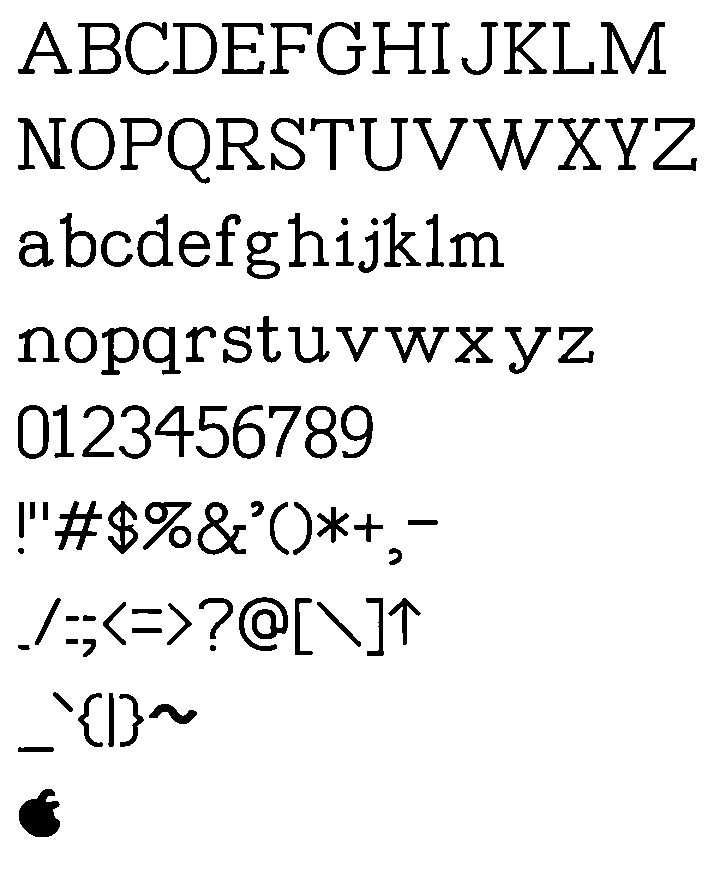 ABCDEFGHIJKLM
NOPQRSTUVWXYZ
abcdefghijklm
nopqrstuvwxyz
0123456789
!"#$%&’()*+,-
./:;<=>?@[\]↑
_`{|}~